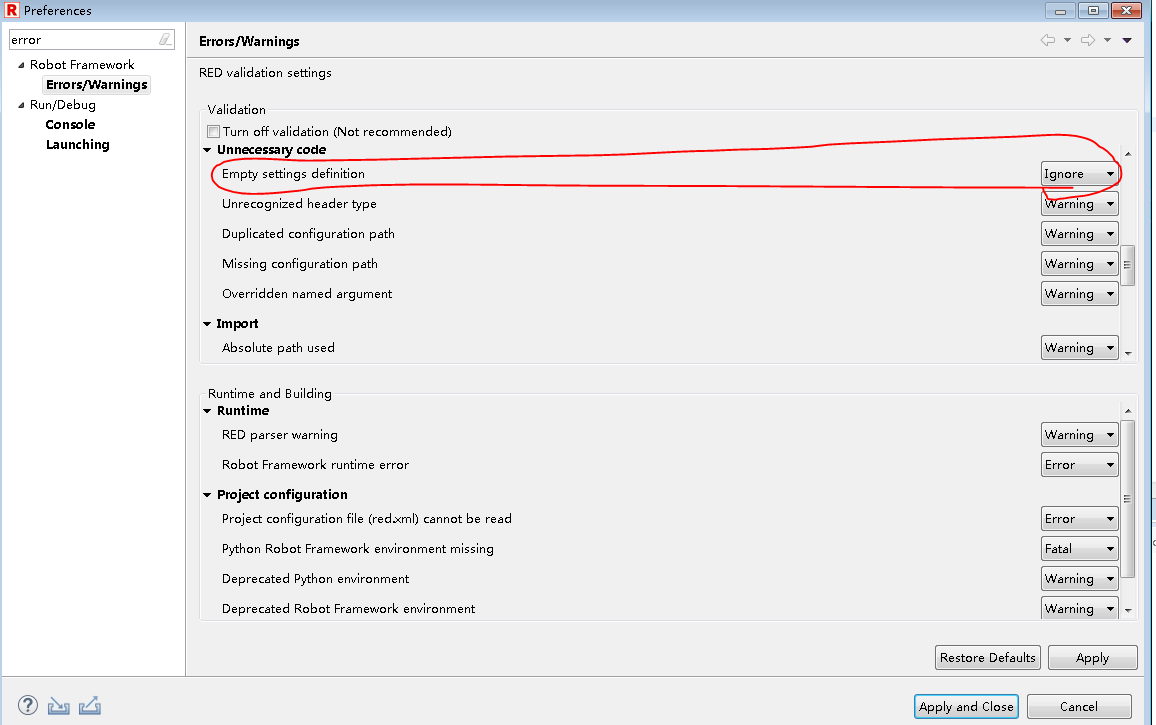 R Preferences
error
Robot Framework
Errors/Warnings
Run/Debug
Console
Launching
Errors/Warnings
RED validation settings
Validation
Turn off validation (Not recommended)
Unnecessary code
Empty settings definition Ignore
Unrecognized header type Warning
Duplicated configuration path Warning
Missing configuration path Warning
Overridden named argument Warning
Import
Absolute path used Warning
Runtime and Building
Runtime
RED parser warning Warning
Robot Framework runtime error Error
Project configuration
Project configuration file (red.xml) cannot be read Error
Python Robot Framework environment missing Fatal
Deprecated Python environment Warning
Deprecated Robot Framework environment Warning
Restore Defaults Apply
? Apply and Close Cancel